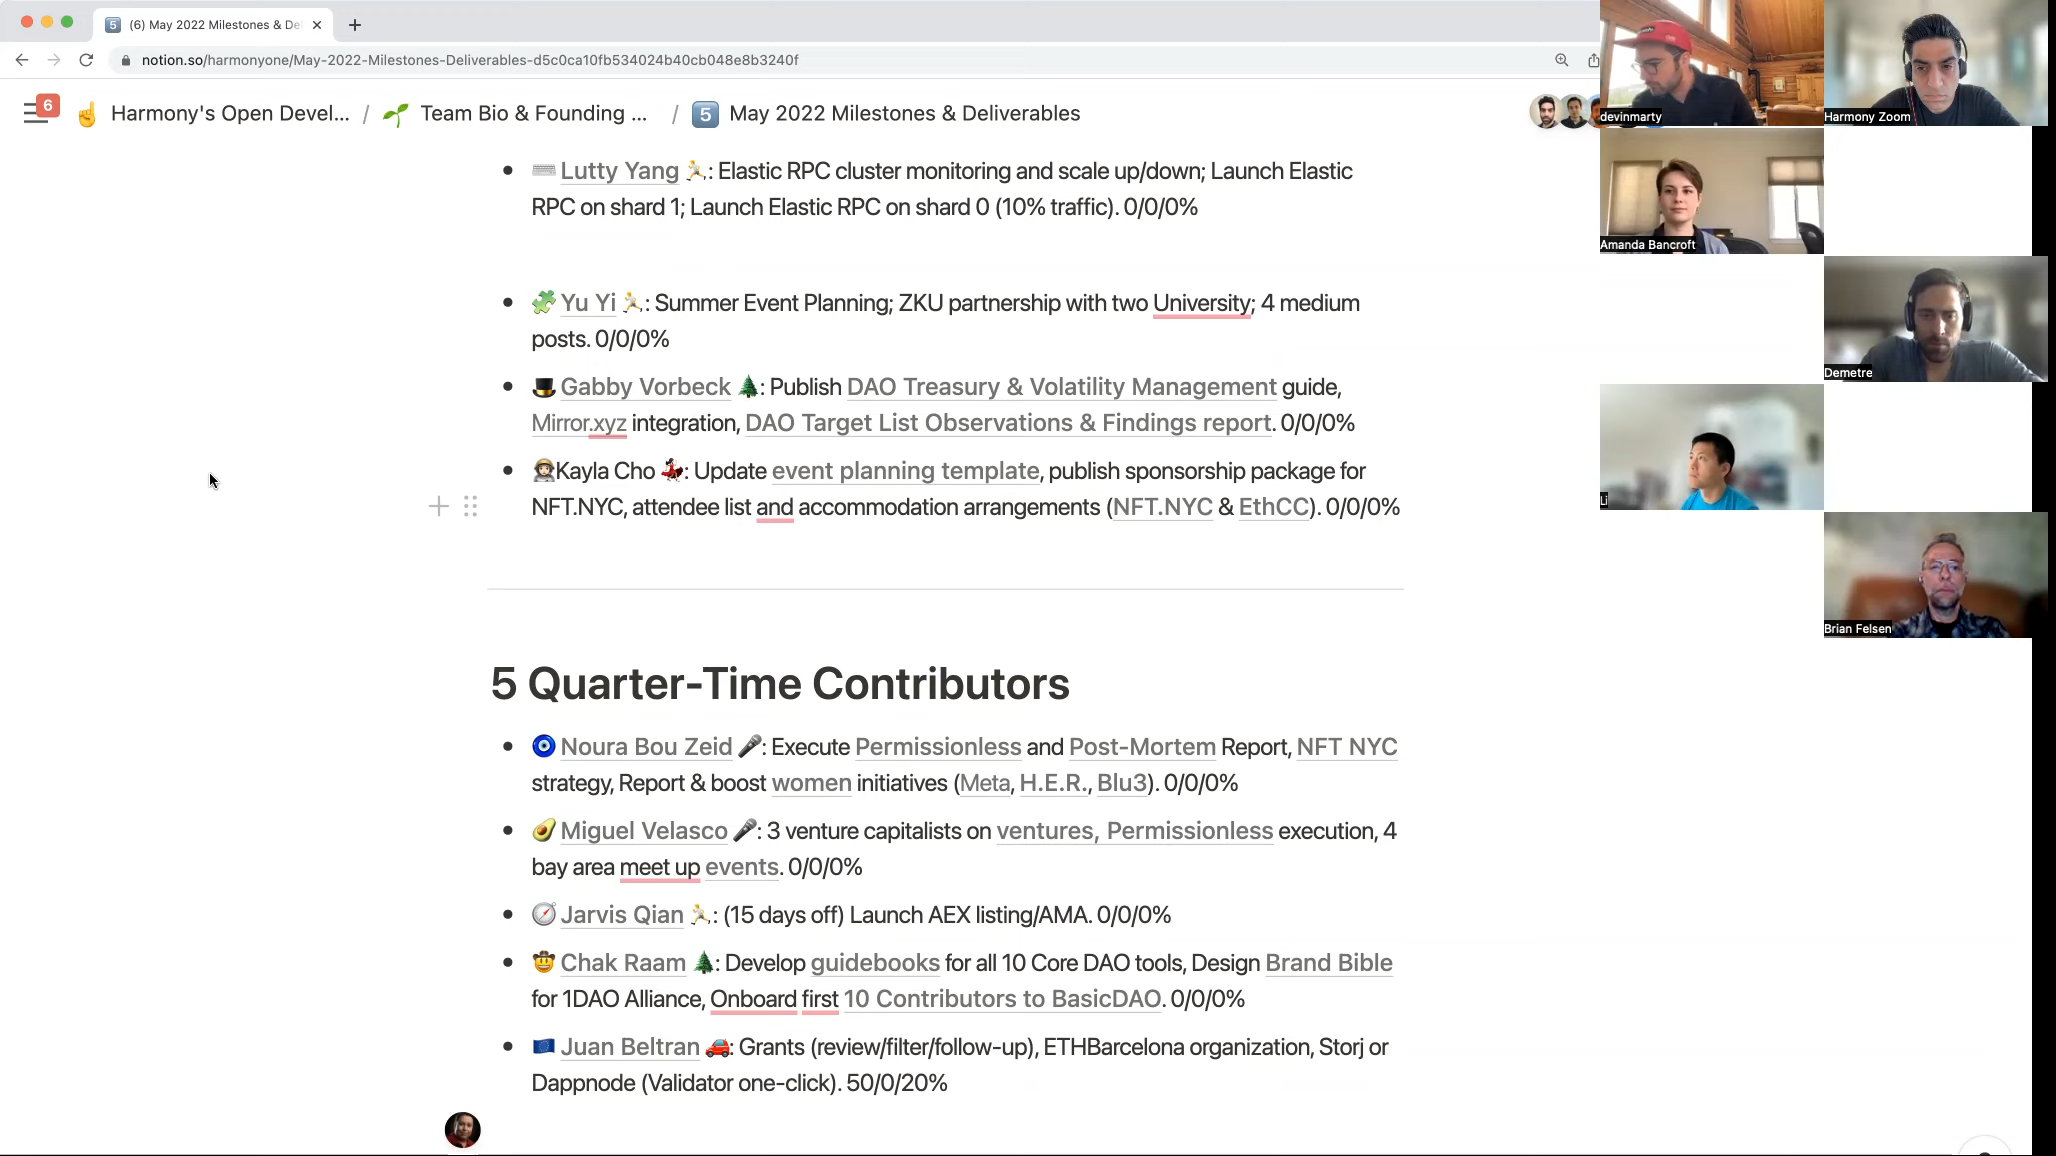 (6) May 2022 Milestones & De
notion.so/harmonyone/May-2022-Milestones-Deliverables-d5c0ca10fb534024b40cb048e8b3240f
6
Harmony's Open Devel... / Team Bio & Founding ... / 5 May 2022 Milestones & Deliverables
Lutty Yang : Elastic RPC cluster monitoring and scale up/down; Launch Elastic
RPC on shard 1; Launch Elastic RPC on shard 0 (10% traffic). 0/0/0%
Yu Yi : Summer Event Planning; ZKU partnership with two University; 4 medium
posts. 0/0/0%
Gabby Vorbeck : Publish DAO Treasury & Volatility Management guide,
Mirror.xyz integration, DAO Target List Observations & Findings report. 0/0/0%
Kayla Cho : Update event planning template, publish sponsorship package for
NFT.NYC, attendee list and accommodation arrangements (NFT.NYC & EthCC). 0/0/0%
5 Quarter-Time Contributors
Noura Bou Zeid : Execute Permissionless and Post-Mortem Report, NFT NYC
strategy, Report & boost women initiatives (Meta, H.E.R., Blu3). 0/0/0%
Miguel Velasco : 3 venture capitalists on ventures, Permissionless execution, 4
bay area meet up events. 0/0/0%
Jarvis Qian : (15 days off) Launch AEX listing/AMA. 0/0/0%
Chak Raam : Develop guidebooks for all 10 Core DAO tools, Design Brand Bible
for 1DAO Alliance, Onboard first 10 Contributors to BasicDAO. 0/0/0%
Juan Beltran : Grants (review/filter/follow-up), ETHBarcelona organization, Storj or
Dappnode (Validator one-click). 50/0/20%
devinmarty
Harmony Zoom
Amanda Bancroft
Demetre
Li
Brian Felsen